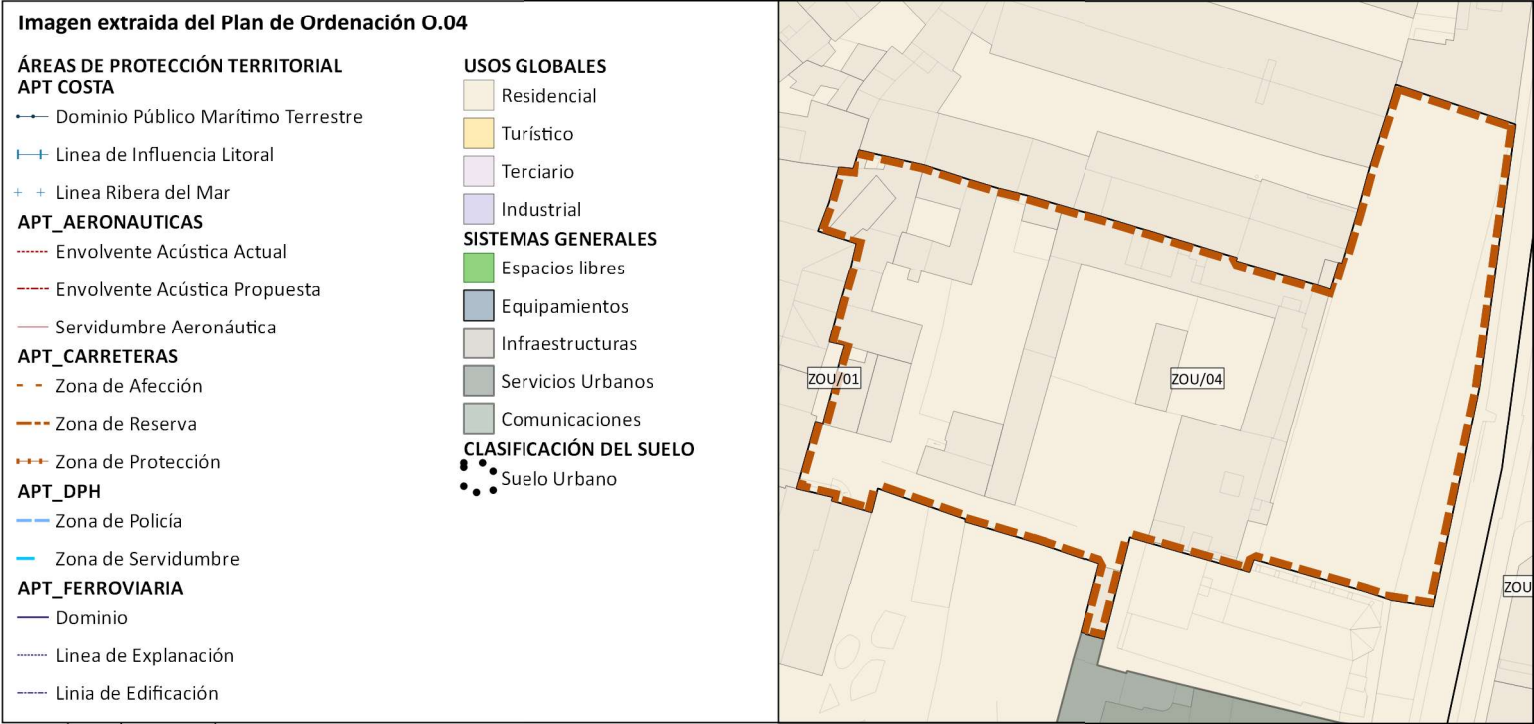 Imagen extraida del Plan de Ordenación O.04
ÁREAS DE PROTECCIÓN TERRITORIAL
APT COSTA
Dominio Público Marítimo Terrestre
Linea de Influencia Litoral
Linea Ribera del Mar
APT_AERONAUTICAS
Envolvente Acústica Actual
Envolvente Acústica Propuesta
Servidumbre Aeronáutica
APT_CARRETERAS
Zona de Afección
Zona de Reserva
Zona de Protección
APT_DPH
Zona de Policía
Zona de Servidumbre
APT_FERROVIARIA
Dominio
Linea de Explanación
Linia de Edificación
USOS GLOBALES
Residencial
Turístico
Terciario
Industrial
SISTEMAS GENERALES
Espacios libres
Equipamientos
Infraestructuras
Servicios Urbanos
Comunicaciones
CLASIFICACIÓN DEL SUELO
Suelo Urbano
ZOU/01
ZOU/04
ZOU